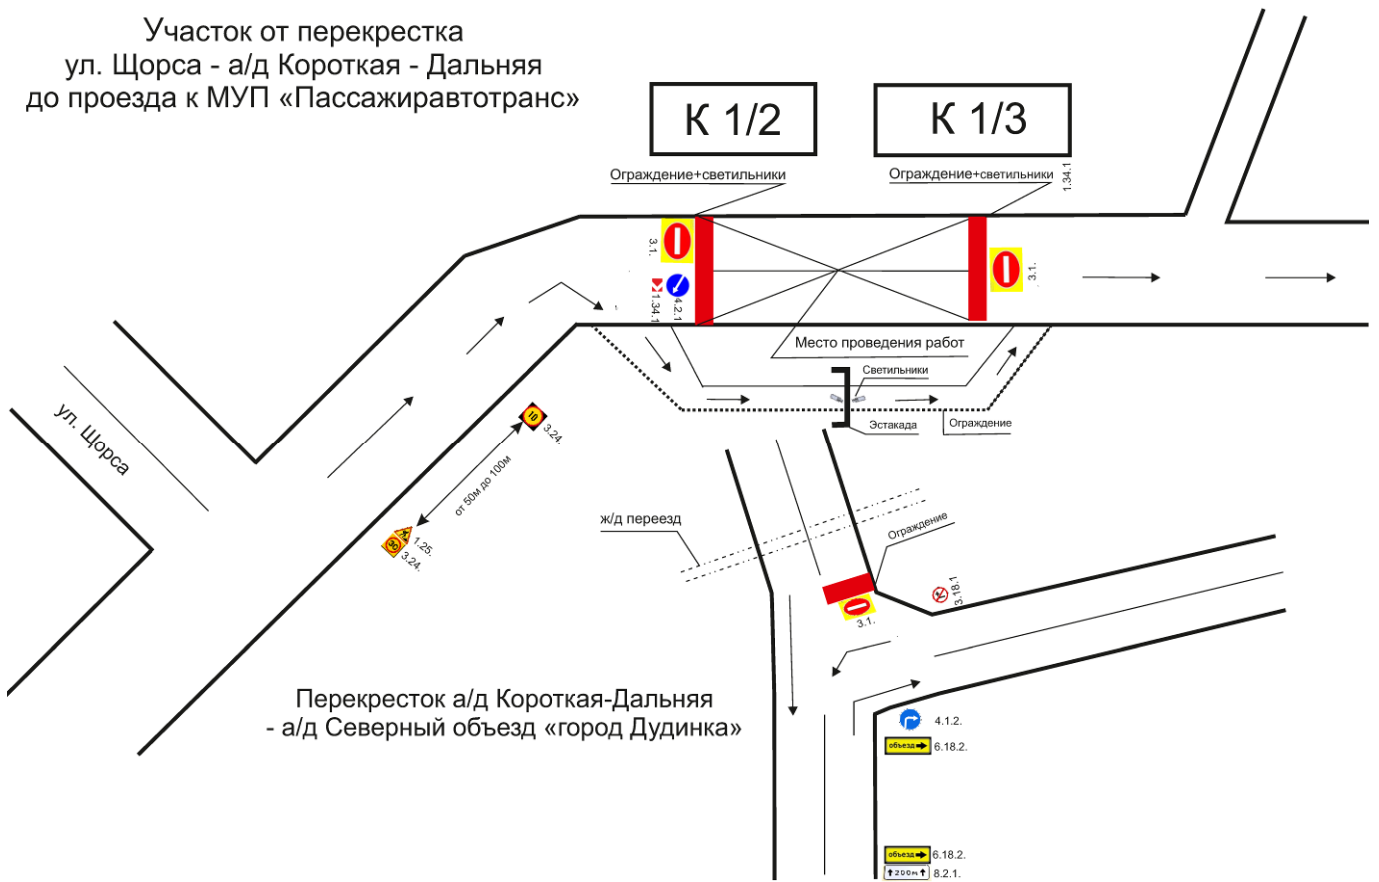 Участок от перекрестка
ул. Щорса - а/д Короткая - Дальняя
до проезда к МУП «Пассажиравтотранс»
К 1/2
К 1/3
Ограждение+светильники
Ограждение+светильники
1.34.1
3.1.
3.1.
1.34.1
4.2.1
Место проведения работ
Светильники
Эстакада
Ограждение
ул. Щорса
10
3.24.
от 50м до 100м
1.25.
30
3.24.
ж/д переезд
Ограждение
3.1.
3.18.1
Перекресток а/д Короткая-Дальняя
- а/д Северный объезд «город Дудинка»
4.1.2.
объезд
6.18.2.
объезд
6.18.2.
200м
8.2.1.